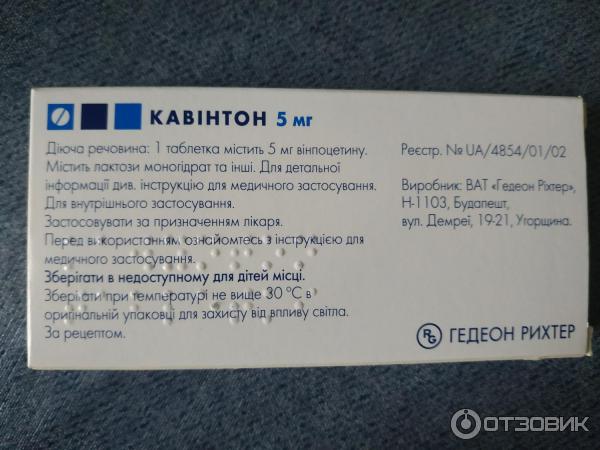 КАВІНТОН 5 мг
Діюча речовина: 1 таблетка містить 5 мг вінпоцетину.
Містить лактози моногідрат та інші. Для детальної
інформації див. інструкцію для медичного застосування.
Для внутрішнього застосування.
Застосовувати за призначенням лікаря.
Перед використанням ознайомтесь з інструкцією для
медичного застосування.
Зберігати в недоступному для дітей місці.
Зберігати при температурі не вище 30 °C в
оригінальній упаковці для захисту від впливу світла.
За рецептом.
Реєстр. № UA/4854/01/02
Виробник: ВАТ «Гедеон Ріхтер»,
H-1103, Будапешт,
вул. Демреї, 19-21, Угорщина.
RG ГЕДЕОН РИХТЕР
ОТЗОВИК